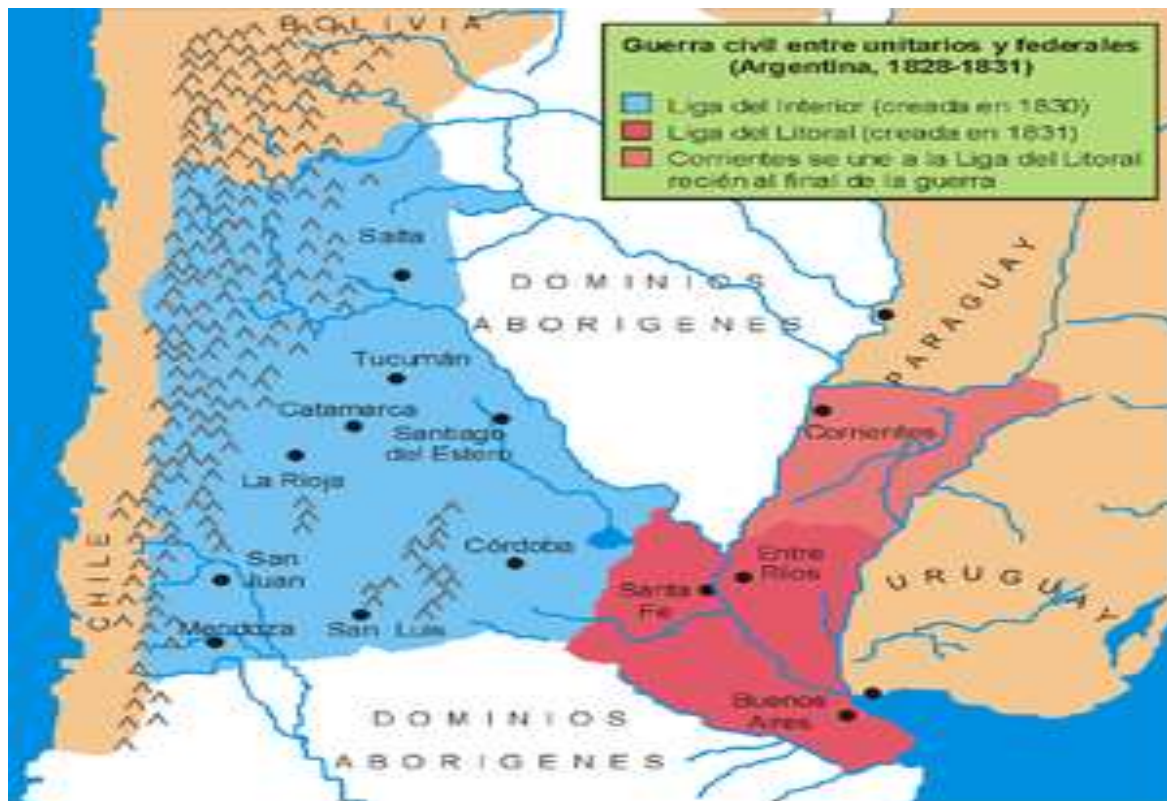 BOLIVIA
Guerra civil entre unitarios y federales
(Argentina, 1828-1831)
Liga del Interior (creada en 1830)
Liga del Litoral (creada en 1831)
Corrientes se une a la Liga del Litoral
recién al final de la guerra
Salta
DOMINIOS
ABORIGENES
PARAGUAY
Tucumán
Catamarca
Santiago
del Estero
Corrientes
La Rioja
CHILE
San
Juan
Córdoba
Entre
Ríos
Santa
Fe
URUGUAY
Mendoza
San Luis
Buenos
Aires
DOMINIOS
ABORIGENES